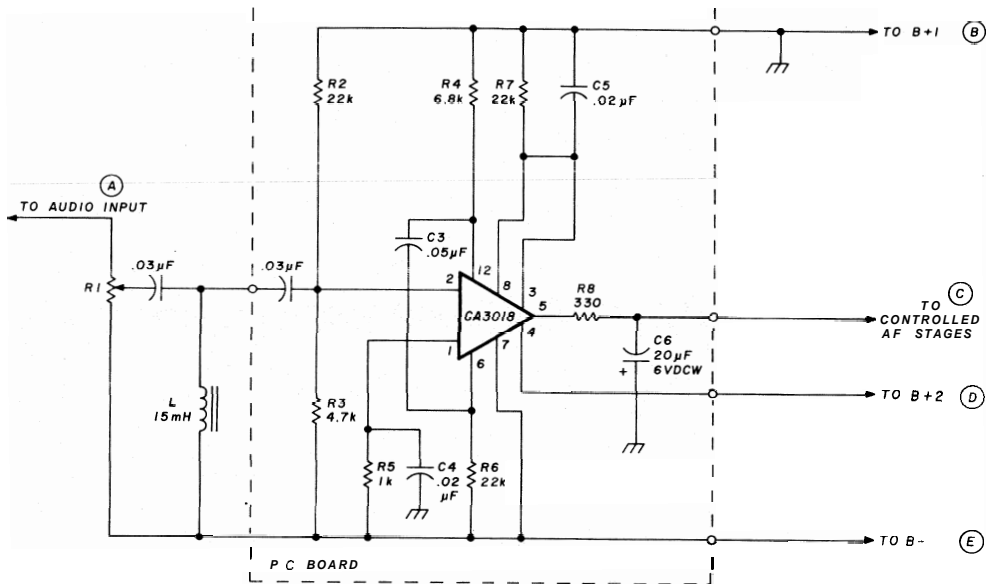 TO B+1 (B)
R2
22k
R4
6.8k
R7
22k
C5
.02µF
(A)
TO AUDIO INPUT
R1
.03µF
.03µF
C3
.05µF
2
12
8
3
5
4
1
6
7
CA3018
R8
330
(C)
TO
CONTROLLED
AF STAGES
C6
20µF
6VDCW
+
TO B+2 (D)
L
15mH
R3
4.7k
R5
1k
C4
.02
µF
R6
22k
TO B- (E)
PC BOARD